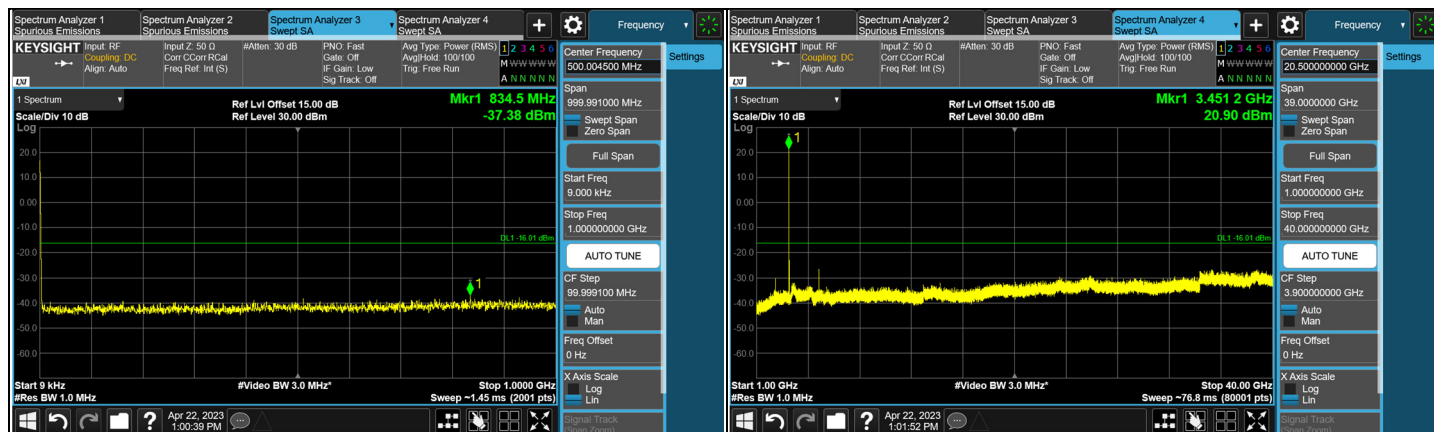 Spectrum Analyzer 1
Spurious Emissions
Spectrum Analyzer 2
Spurious Emissions
Spectrum Analyzer 3
Swept SA
Spectrum Analyzer 4
Swept SA
+
Frequency
KEYSIGHT
LXI
Input: RF
Coupling: DC
Align: Auto
Input Z: 50 Ω
Corr CCorr RCal
Freq Ref: Int (S)
#Atten: 30 dB
PNO: Fast
Gate: Off
IF Gain: Low
Sig Track: Off
Avg Type: Power (RMS)
Avg|Hold: 100/100
Trig: Free Run
1 2 3 4 5 6
M W W W W W
A N N N N N
1 Spectrum
Scale/Div 10 dB
Log
Ref Lvl Offset 15.00 dB
Ref Level 30.00 dBm
Mkr1 834.5 MHz
-37.38 dBm
20.0
10.0
0.00
-10.0
-20.0
-30.0
-40.0
-50.0
-60.0
DL1 -16.01 dBm
1
Start 9 kHz
#Res BW 1.0 MHz
#Video BW 3.0 MHz*
Stop 1.0000 GHz
Sweep ~1.45 ms (2001 pts)
?
Apr 22, 2023
1:00:39 PM
Center Frequency
500.004500 MHz
Span
999.991000 MHz
Swept Span
Zero Span
Full Span
Start Freq
9.000 kHz
Stop Freq
1.000000000 GHz
AUTO TUNE
CF Step
99.999100 MHz
Auto
Man
Freq Offset
0 Hz
X Axis Scale
Log
Lin
Signal Track
(Span Zoom)
Settings
Spectrum Analyzer 1
Spurious Emissions
Spectrum Analyzer 2
Spurious Emissions
Spectrum Analyzer 3
Swept SA
Spectrum Analyzer 4
Swept SA
+
Frequency
KEYSIGHT
LXI
Input: RF
Coupling: DC
Align: Auto
Input Z: 50 Ω
Corr CCorr RCal
Freq Ref: Int (S)
#Atten: 30 dB
PNO: Fast
Gate: Off
IF Gain: Low
Sig Track: Off
Avg Type: Power (RMS)
Avg|Hold: 100/100
Trig: Free Run
1 2 3 4 5 6
M W W W W W
A N N N N N
1 Spectrum
Scale/Div 10 dB
Log
Ref Lvl Offset 15.00 dB
Ref Level 30.00 dBm
Mkr1 3.451 2 GHz
20.90 dBm
20.0
10.0
0.00
-10.0
-20.0
-30.0
-40.0
-50.0
-60.0
DL1 -16.01 dBm
1
Start 1.00 GHz
#Res BW 1.0 MHz
#Video BW 3.0 MHz*
Stop 40.00 GHz
Sweep ~76.8 ms (80001 pts)
?
Apr 22, 2023
1:01:52 PM
Center Frequency
20.500000000 GHz
Span
39.0000000 GHz
Swept Span
Zero Span
Full Span
Start Freq
1.000000000 GHz
Stop Freq
40.000000000 GHz
AUTO TUNE
CF Step
3.900000000 GHz
Auto
Man
Freq Offset
0 Hz
X Axis Scale
Log
Lin
Signal Track
(Span Zoom)
Settings